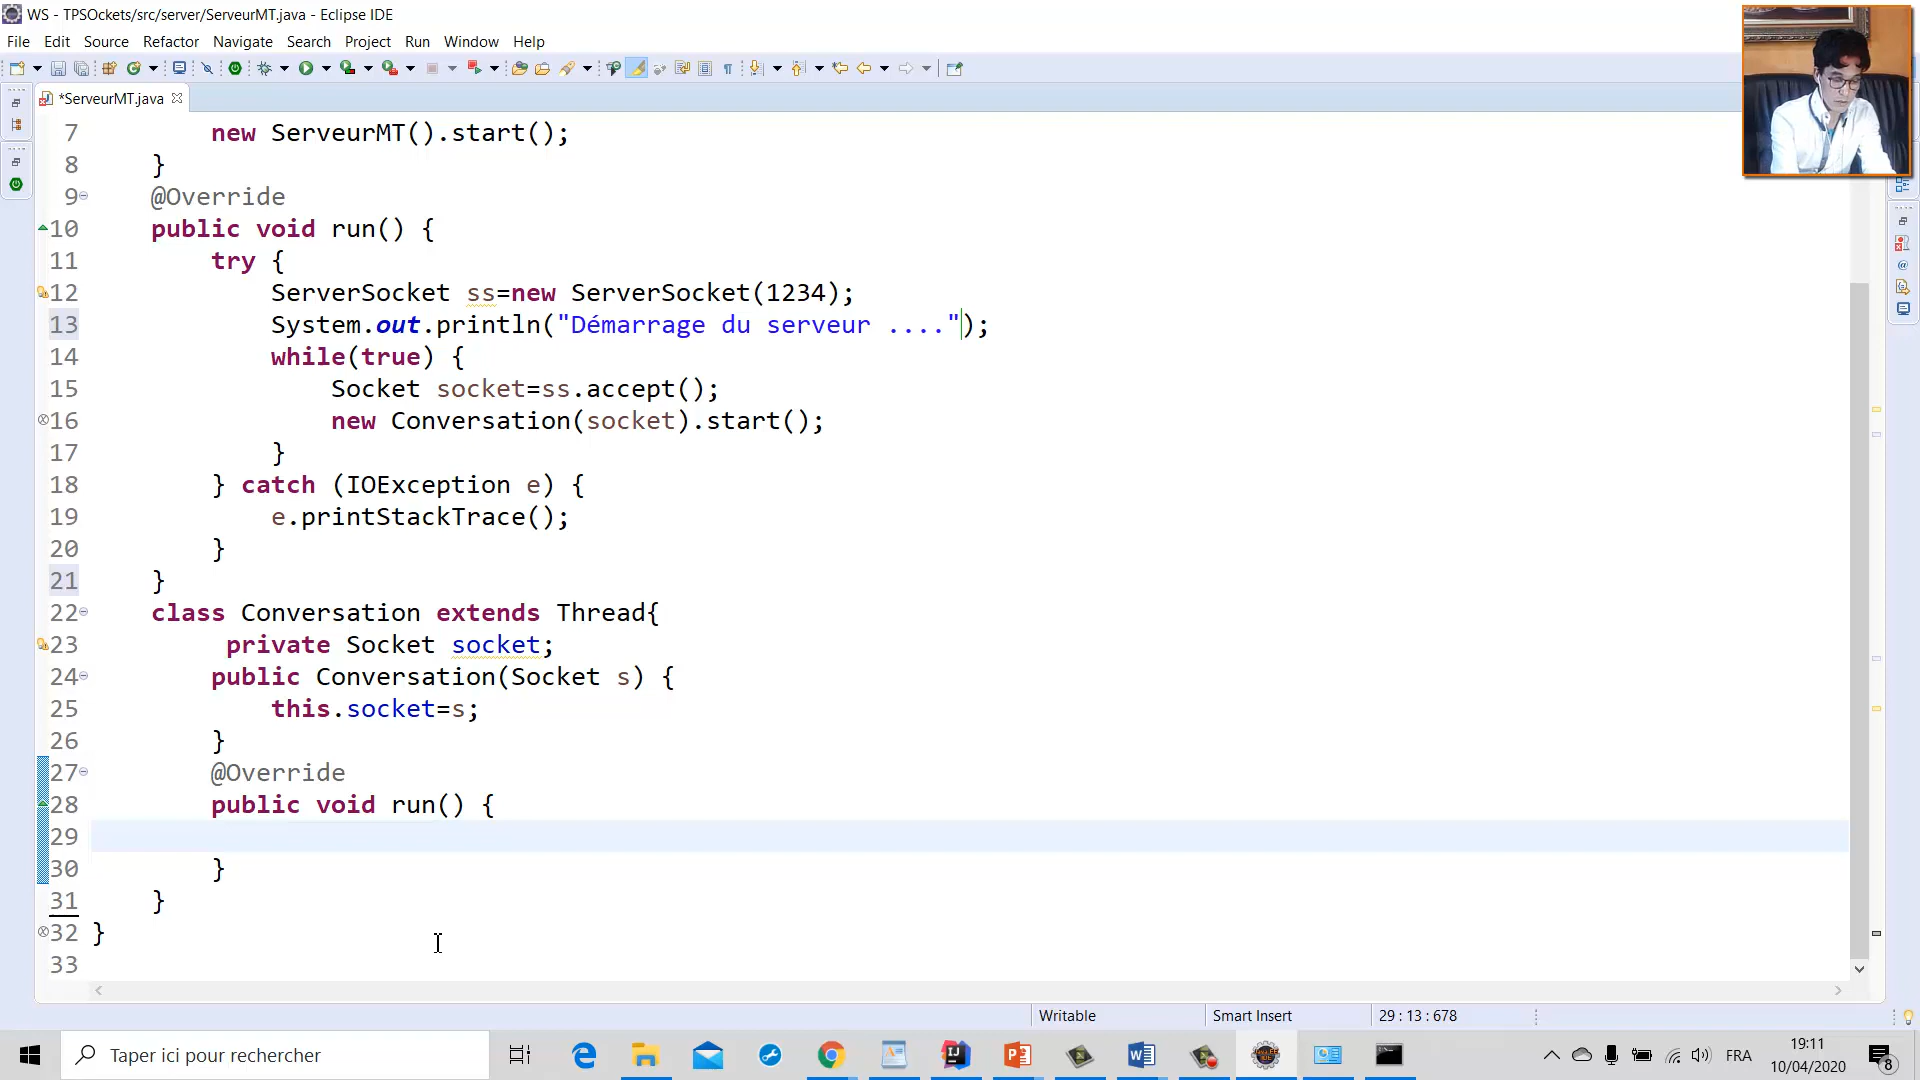 WS - TPSOckets/src/server/ServeurMT.java - Eclipse IDE
File Edit Source Refactor Navigate Search Project Run Window Help
*ServeurMT.java
7 new ServeurMT().start();
8 }
9 @Override
10 public void run() {
11 try {
12 ServerSocket ss=new ServerSocket(1234);
13 System.out.println("Démarrage du serveur ....");
14 while(true) {
15 Socket socket=ss.accept();
16 new Conversation(socket).start();
17 }
18 } catch (IOException e) {
19 e.printStackTrace();
20 }
21 }
22 class Conversation extends Thread{
23 private Socket socket;
24 public Conversation(Socket s) {
25 this.socket=s;
26 }
27 @Override
28 public void run() {
29
30 }
31 }
32 }
33
Writable Smart Insert 29 : 13 : 678
Taper ici pour rechercher
FRA
19:11
10/04/2020
8